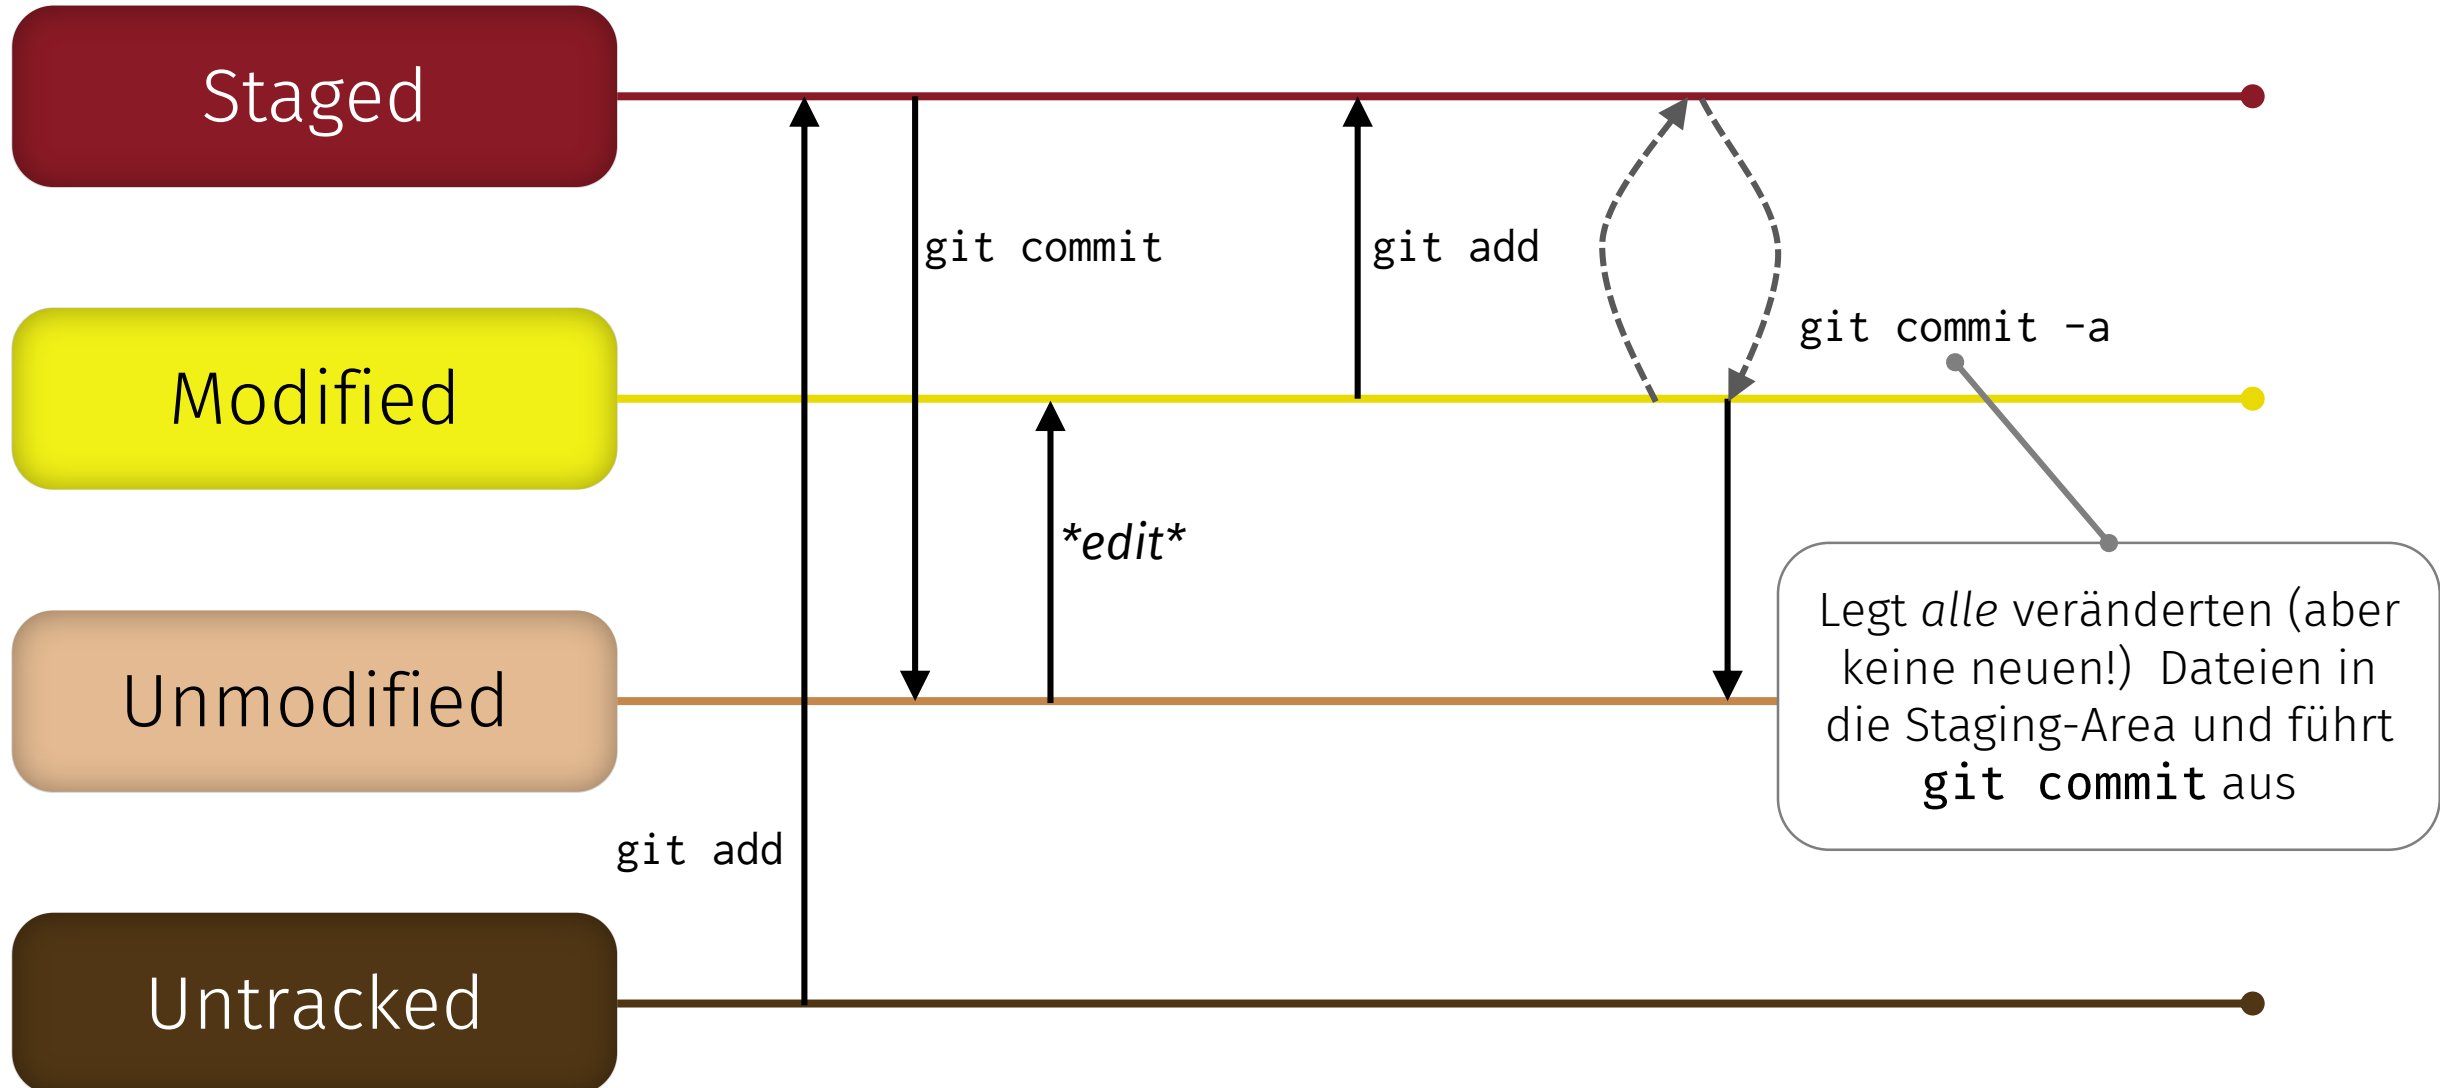 Staged
git commit
git add
git commit -a
Modified
*edit*
Legt alle veränderten (aber
keine neuen!) Dateien in
die Staging-Area und führt
git commit aus
Unmodified
git add
Untracked